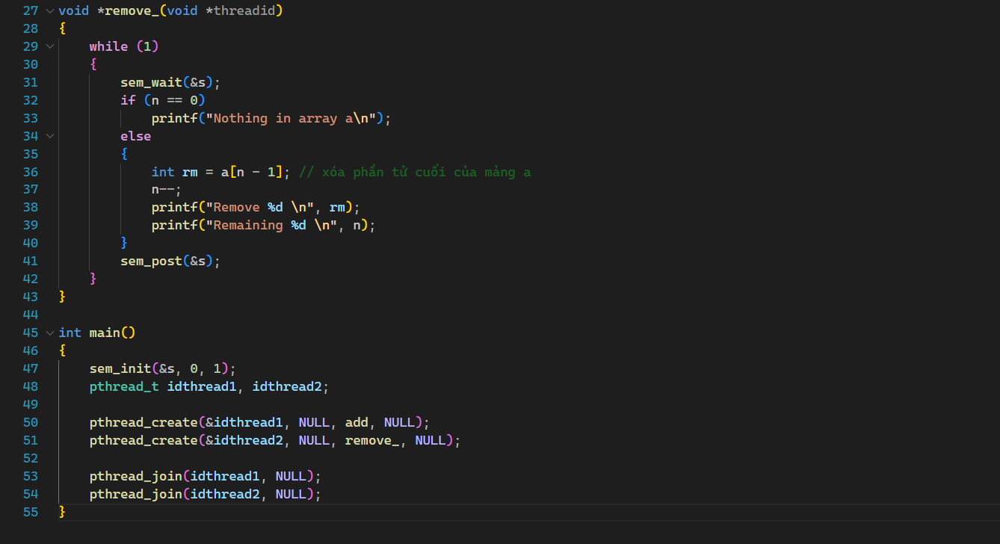 27 void *remove_(void *threadid)
28 {
29     while (1)
30     {
31         sem_wait(&s);
32         if (n == 0)
33             printf("Nothing in array a\n");
34         else
35         {
36             int rm = a[n - 1]; // xóa phần tử cuối của mảng a
37             n--;
38             printf("Remove %d \n", rm);
39             printf("Remaining %d \n", n);
40         }
41         sem_post(&s);
42     }
43 }
44
45 int main()
46 {
47     sem_init(&s, 0, 1);
48     pthread_t idthread1, idthread2;
49
50     pthread_create(&idthread1, NULL, add, NULL);
51     pthread_create(&idthread2, NULL, remove_, NULL);
52
53     pthread_join(idthread1, NULL);
54     pthread_join(idthread2, NULL);
55 }